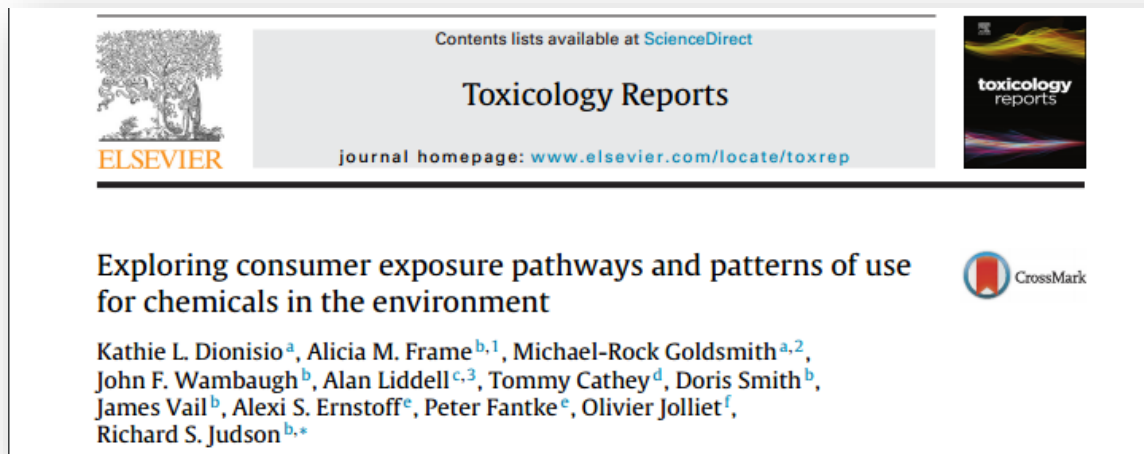 Contents lists available at ScienceDirect
Toxicology Reports
journal homepage: www.elsevier.com/locate/toxrep
ELSEVIER
toxicology
reports
Exploring consumer exposure pathways and patterns of use
for chemicals in the environment
CrossMark
Kathie L. Dionisio a, Alicia M. Frame b,1, Michael-Rock Goldsmith a,2,
John F. Wambaugh b, Alan Liddell c,3, Tommy Cathey d, Doris Smith b,
James Vail b, Alexi S. Ernstoff e, Peter Fantke e, Olivier Jolliet f,
Richard S. Judson b,*